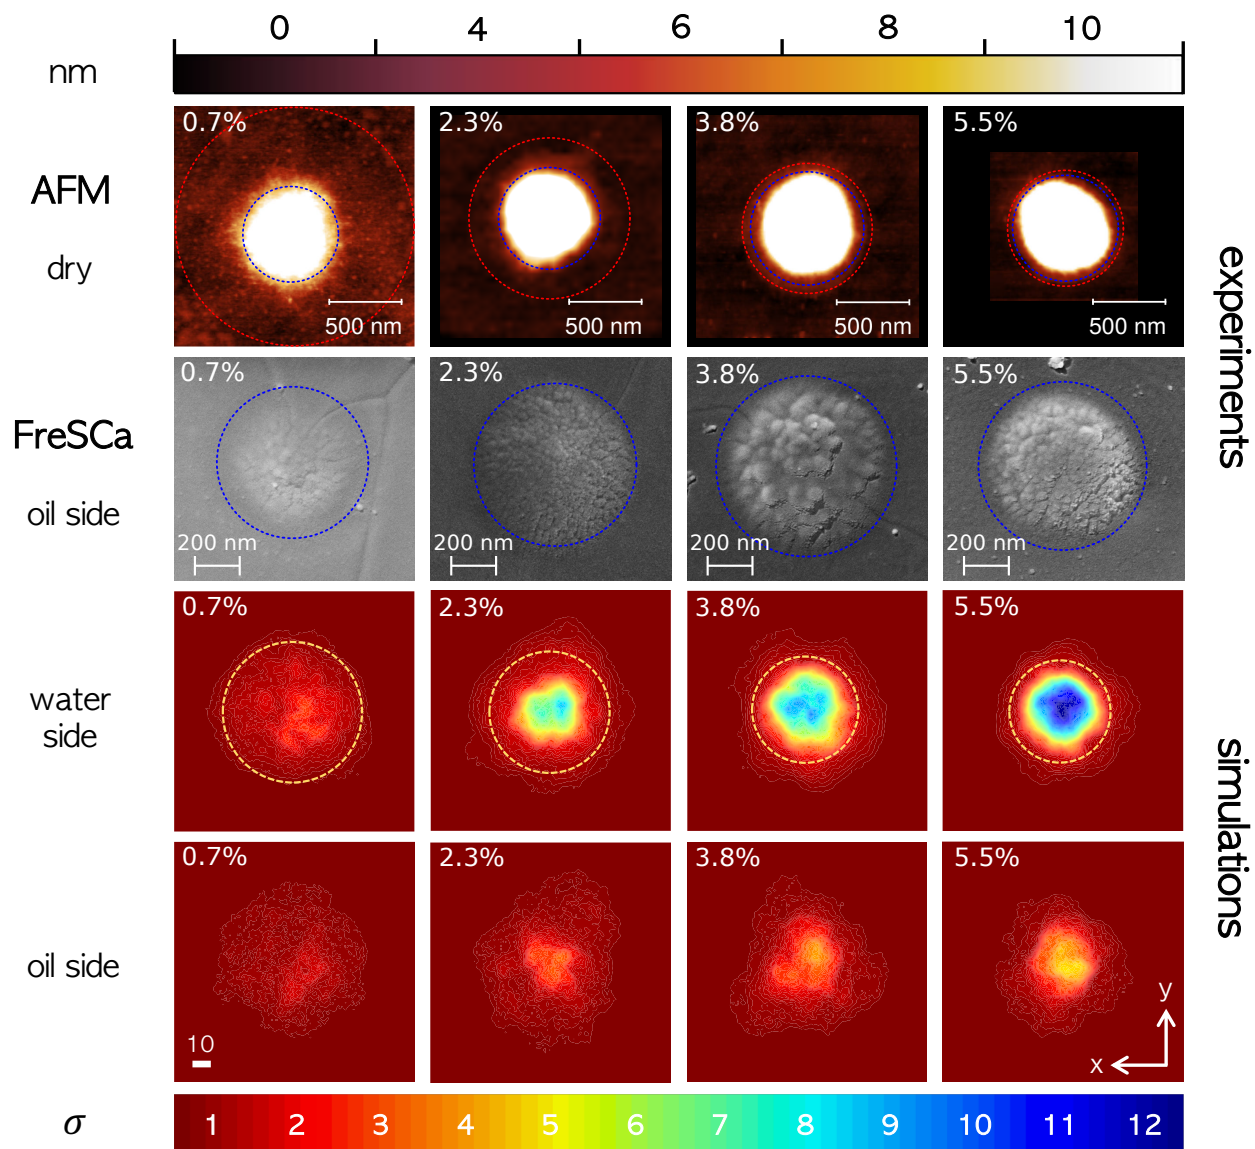 0 4 6 8 10
nm
AFM
dry
0.7% 2.3% 3.8% 5.5%
500 nm 500 nm 500 nm 500 nm
experiments
FreSCa
oil side
0.7% 2.3% 3.8% 5.5%
200 nm 200 nm 200 nm 200 nm
water
side
0.7% 2.3% 3.8% 5.5%
simulations
oil side
0.7% 2.3% 3.8% 5.5%
10
y
x
σ
1 2 3 4 5 6 7 8 9 10 11 12